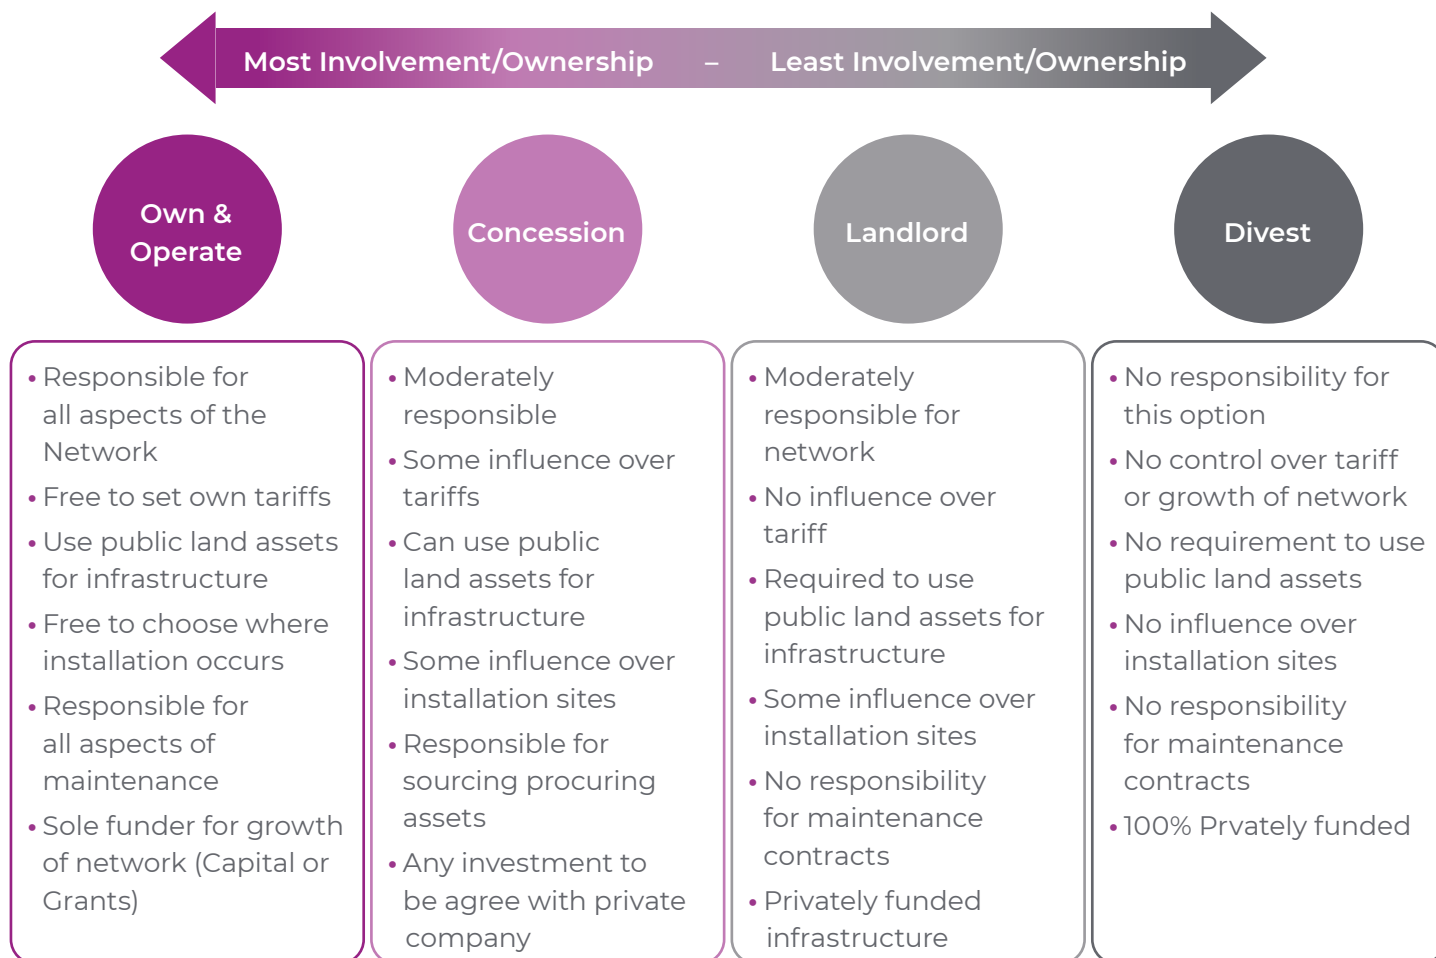 Most Involvement/Ownership – Least Involvement/Ownership
Own &
Operate
Concession
Landlord
Divest
• Responsible for
all aspects of the
Network
• Free to set own tariffs
• Use public land assets
for infrastructure
• Free to choose where
installation occurs
• Responsible for
all aspects of
maintenance
• Sole funder for growth
of network (Capital or
Grants)
• Moderately
responsible
• Some influence over
tariffs
• Can use public
land assets for
infrastructure
• Some influence over
installation sites
• Responsible for
sourcing procuring
assets
• Any investment to
be agree with private
company
• Moderately
responsible for
network
• No influence over
tariff
• Required to use
public land assets for
infrastructure
• Some influence over
installation sites
• No responsibility
for maintenance
contracts
• Privately funded
infrastructure
• No responsibility for
this option
• No control over tariff
or growth of network
• No requirement to use
public land assets
• No influence over
installation sites
• No responsibility
for maintenance
contracts
• 100% Prvately funded